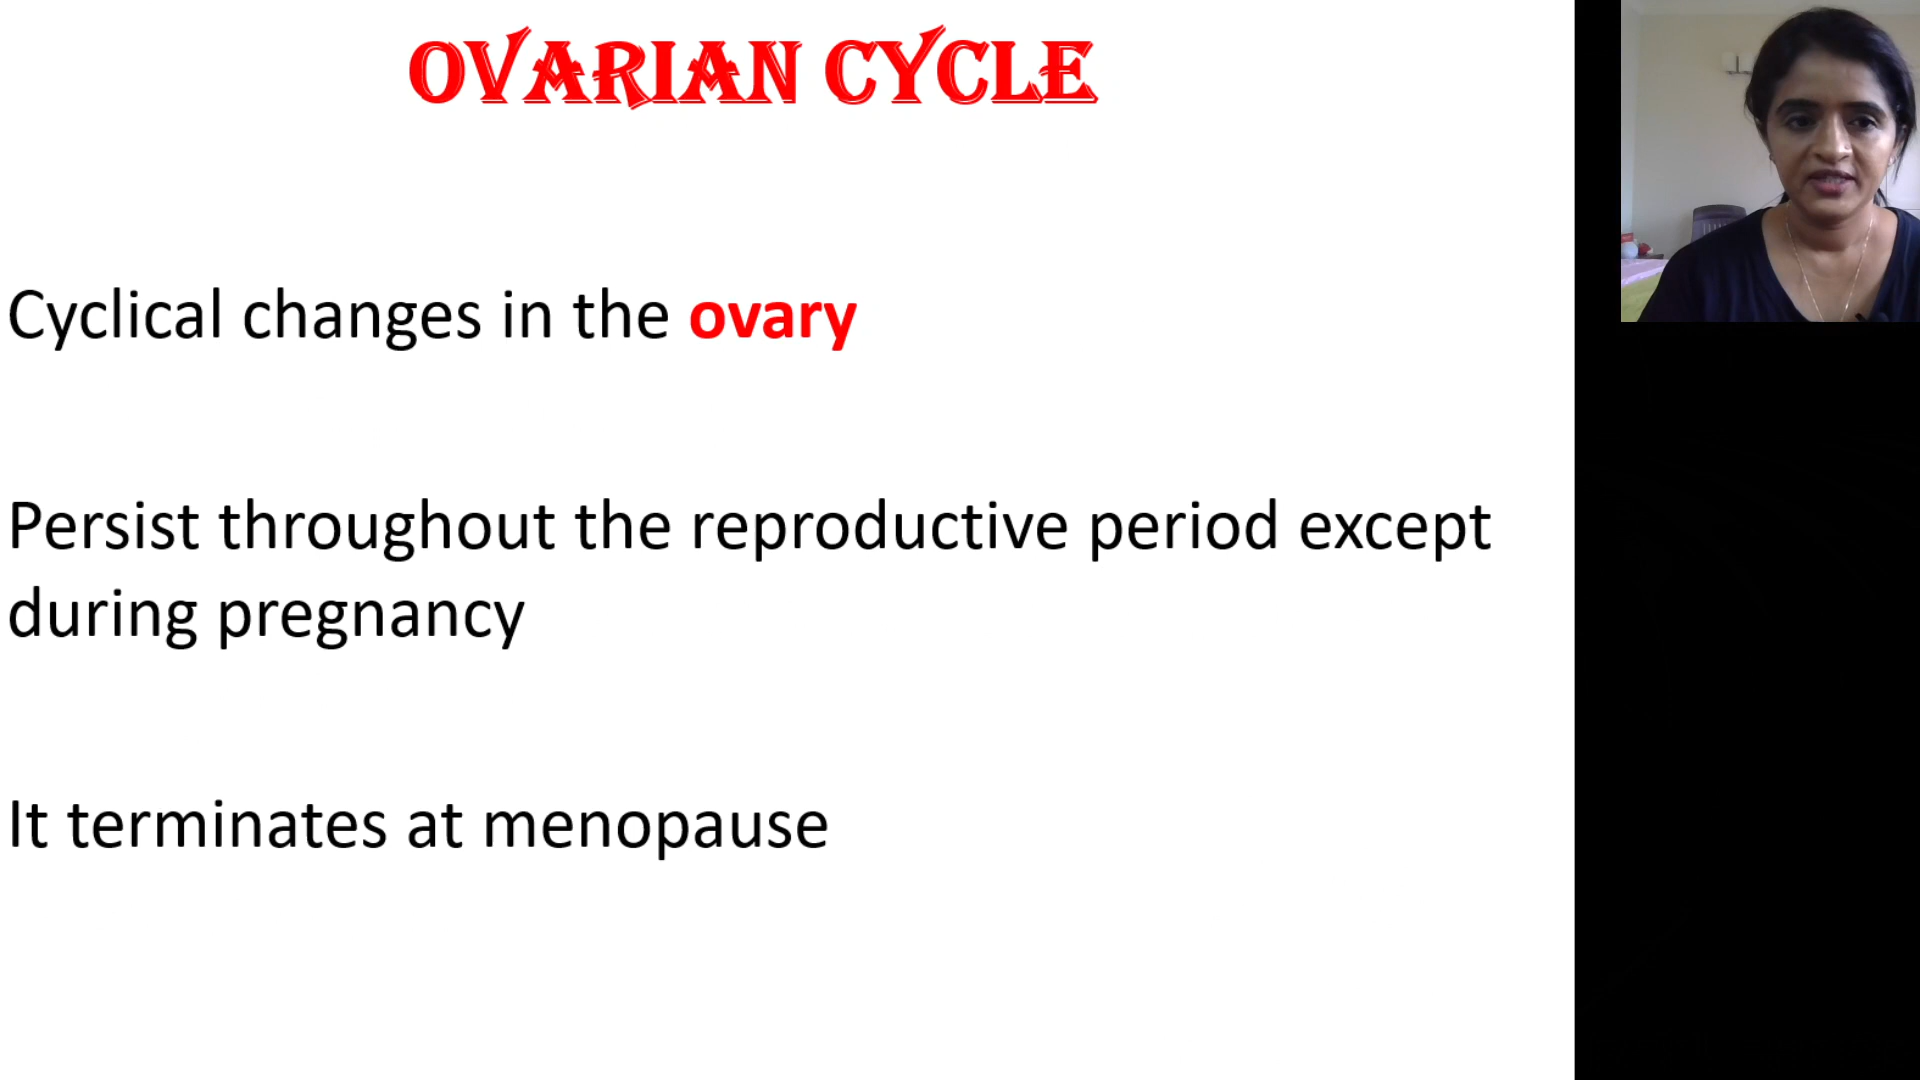 OVARIAN CYCLE
Cyclical changes in the ovary
Persist throughout the reproductive period except
during pregnancy
It terminates at menopause